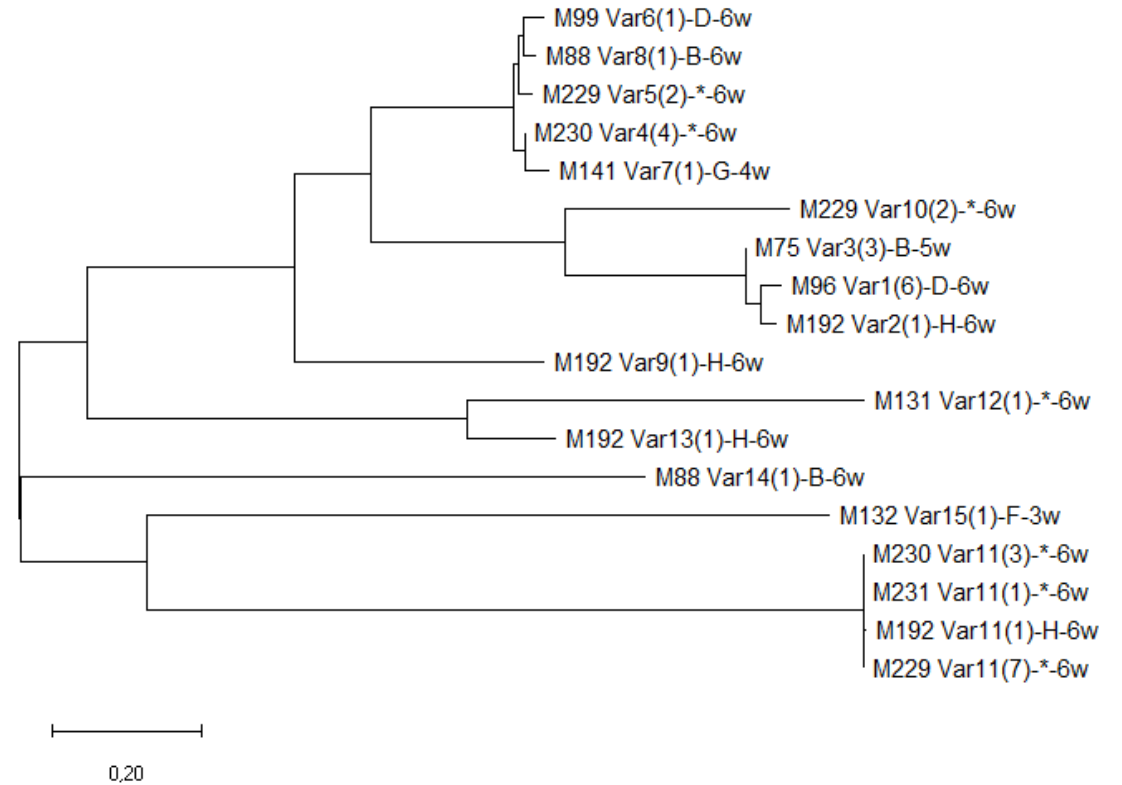 M99 Var6(1)-D-6w
M88 Var8(1)-B-6w
M229 Var5(2)-*-6w
M230 Var4(4)-*-6w
M141 Var7(1)-G-4w
M229 Var10(2)-*-6w
M75 Var3(3)-B-5w
M96 Var1(6)-D-6w
M192 Var2(1)-H-6w
M192 Var9(1)-H-6w
M131 Var12(1)-*-6w
M192 Var13(1)-H-6w
M88 Var14(1)-B-6w
M132 Var15(1)-F-3w
M230 Var11(3)-*-6w
M231 Var11(1)-*-6w
M192 Var11(1)-H-6w
M229 Var11(7)-*-6w
0,20